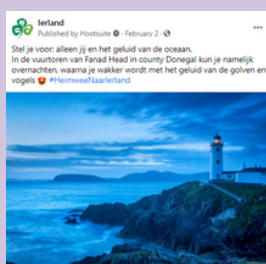 Ierland
Published by Hootsuite · February 2 ·
Stel je voor: alleen jij en het geluid van de oceaan.
In de vuurtoren van Fanad Head in county Donegal kun je namelijk
overnachten, waarna je wakker wordt met het geluid van de golven en
vogels #HeimweeNaarIerland